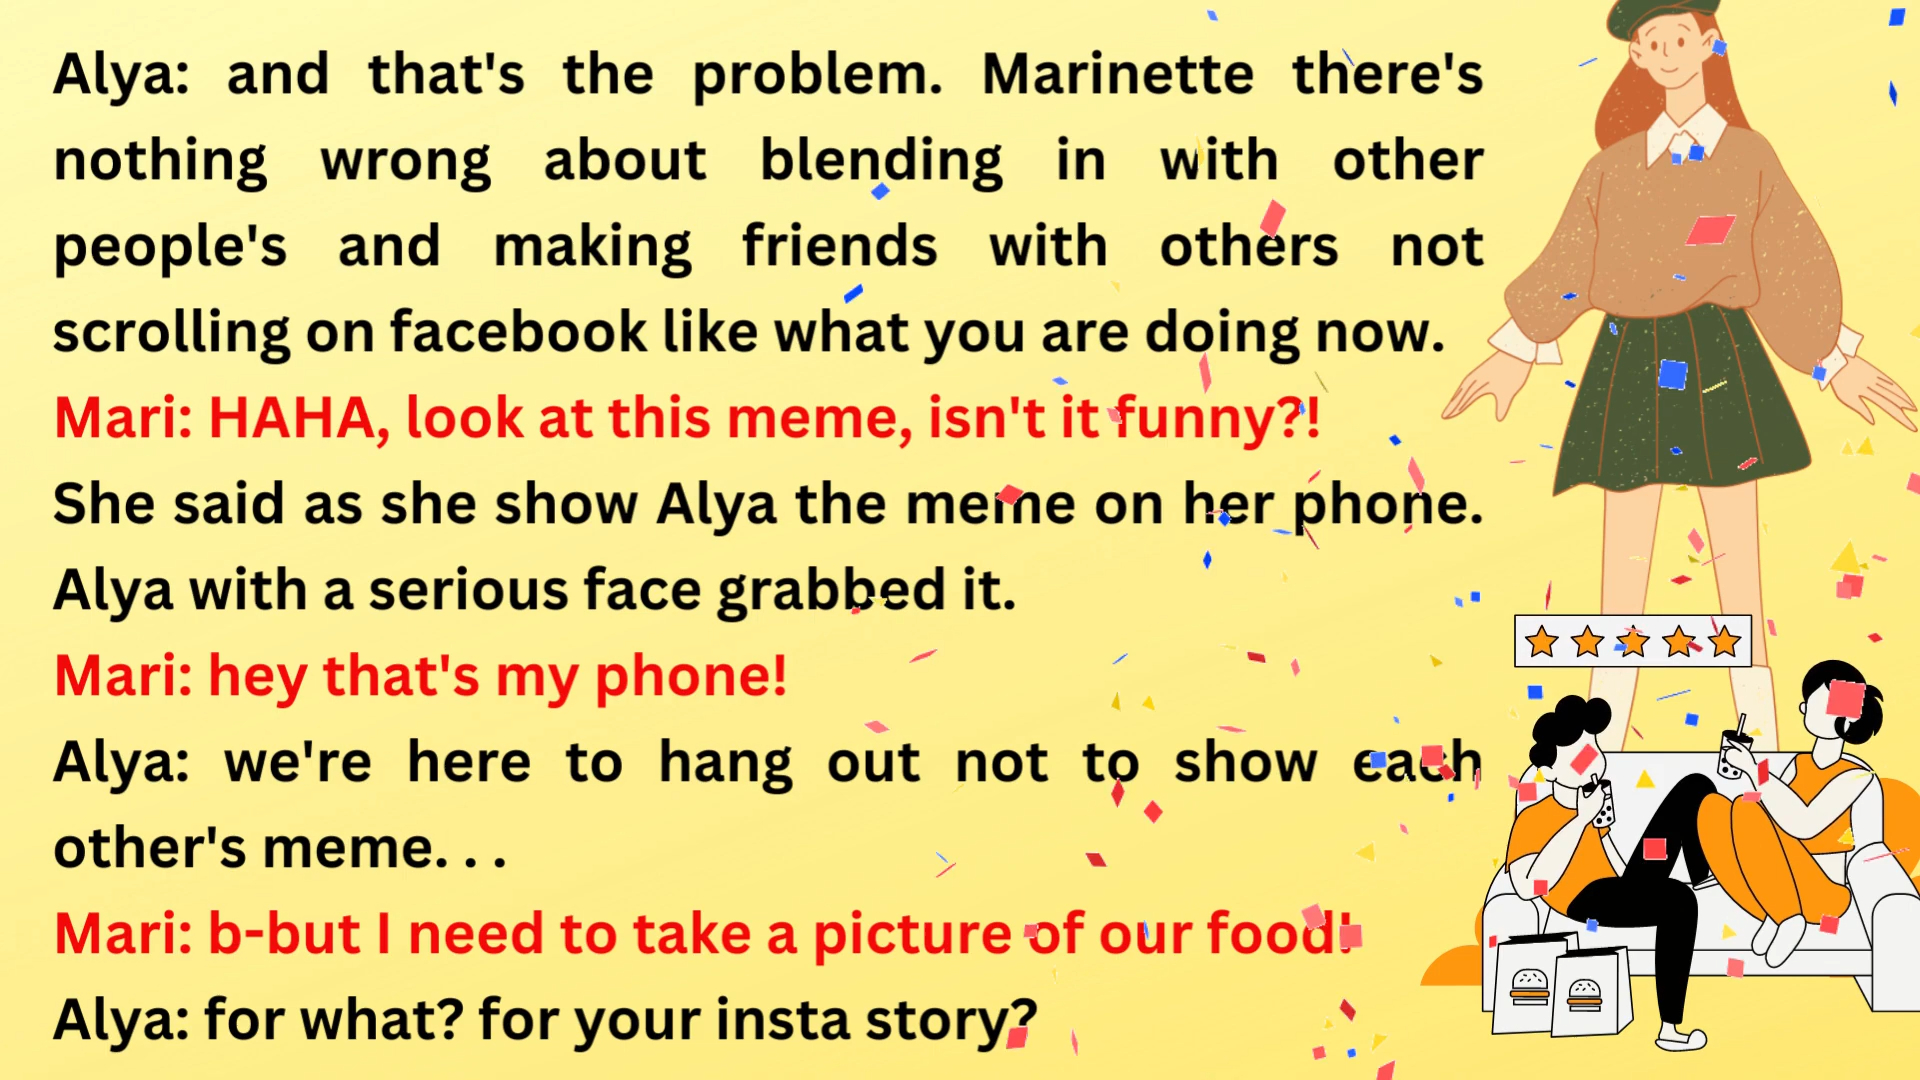 Alya: and that's the problem. Marinette there's
nothing wrong about blending in with other
people's and making friends with others not
scrolling on facebook like what you are doing now.
Mari: HAHA, look at this meme, isn't it funny?!
She said as she show Alya the meme on her phone.
Alya with a serious face grabbed it.
Mari: hey that's my phone!
Alya: we're here to hang out not to show each
other's meme. . .
Mari: b-but I need to take a picture of our food!
Alya: for what? for your insta story?